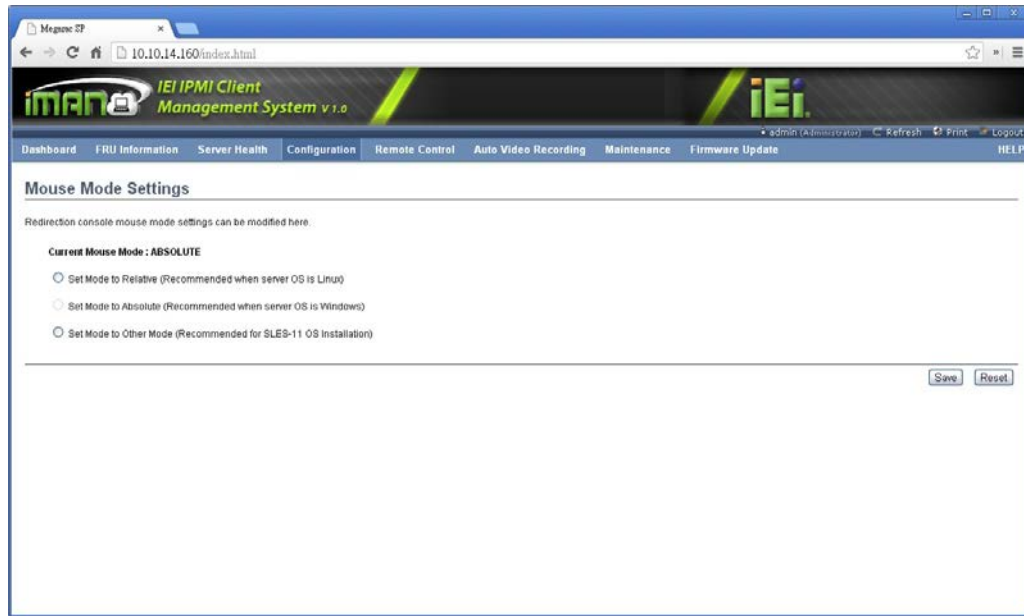 Megarac SP
10.10.14.160/index.html
iMAN
IEI IPMI Client
Management System v 1.0
iEi
admin (Administrator) Refresh Print Logout
Dashboard FRU Information Server Health Configuration Remote Control Auto Video Recording Maintenance Firmware Update HELP
Mouse Mode Settings
Redirection console mouse mode settings can be modified here.
Current Mouse Mode : ABSOLUTE
Set Mode to Relative (Recommended when server OS is Linux)
Set Mode to Absolute (Recommended when server OS is Windows)
Set Mode to Other Mode (Recommended for SLES-11 OS Installation)
Save Reset